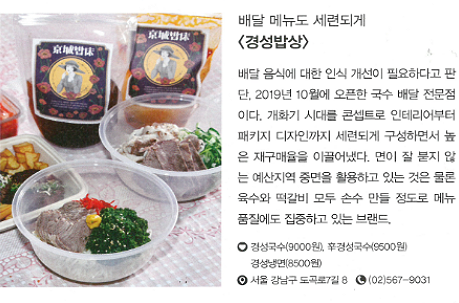 京城밥床
京城밥床
배달 메뉴도 세련되게
<경성밥상>
배달 음식에 대한 인식 개선이 필요하다고 판
단, 2019년 10월에 오픈한 국수 배달 전문점
이다. 개화기 시대를 콘셉트로 인테리어부터
패키지 디자인까지 세련되게 구성하면서 높
은 재구매율을 이끌어냈다. 면이 잘 붇지 않
는 예산지역 중면을 활용하고 있는 것은 물론
육수와 떡갈비 모두 손수 만들 정도로 메뉴
품질에도 집중하고 있는 브랜드.
경성국수(9000원), 辛경성국수(9500원)
경성냉면(8500원)
서울 강남구 도곡로7길 8 (02)567-9031